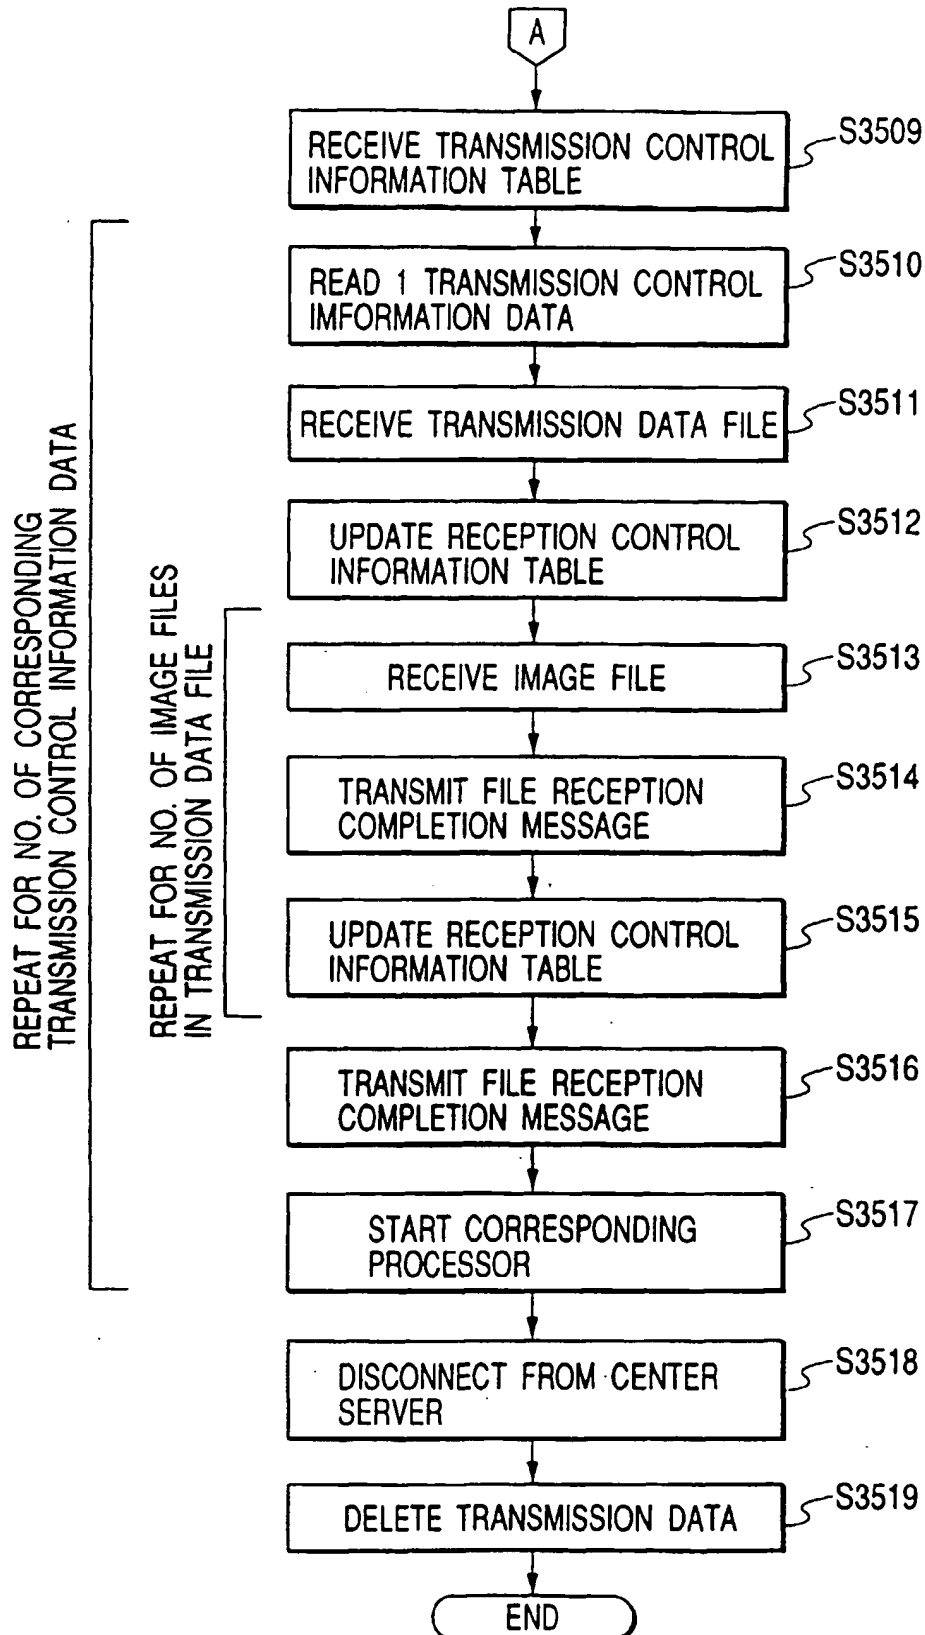 A
RECEIVE TRANSMISSION CONTROL
INFORMATION TABLE
S3509
READ 1 TRANSMISSION CONTROL
IMFORMATION DATA
S3510
RECEIVE TRANSMISSION DATA FILE
S3511
UPDATE RECEPTION CONTROL
INFORMATION TABLE
S3512
RECEIVE IMAGE FILE
S3513
TRANSMIT FILE RECEPTION
COMPLETION MESSAGE
S3514
UPDATE RECEPTION CONTROL
INFORMATION TABLE
S3515
TRANSMIT FILE RECEPTION
COMPLETION MESSAGE
S3516
START CORRESPONDING
PROCESSOR
S3517
DISCONNECT FROM CENTER
SERVER
S3518
DELETE TRANSMISSION DATA
S3519
END
REPEAT FOR NO. OF CORRESPONDING
TRANSMISSION CONTROL INFORMATION DATA
REPEAT FOR NO. OF IMAGE FILES
IN TRANSMISSION DATA FILE